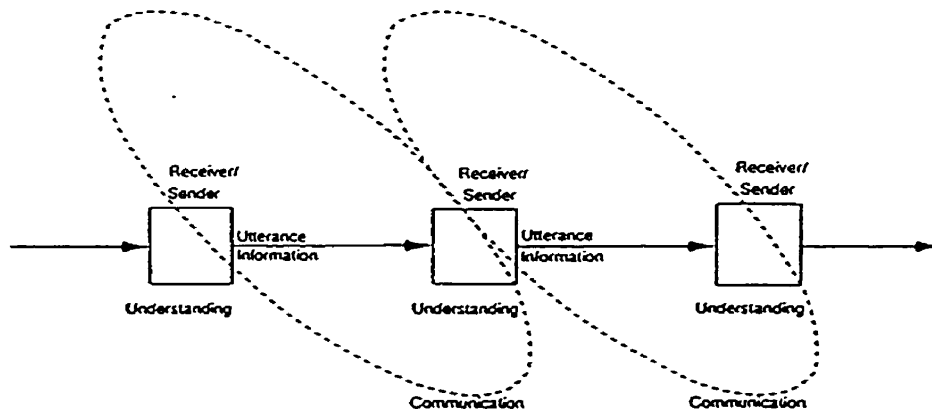 Receiver/
Sender
Utterance
Information
Understanding
Receiver/
Sender
Utterance
Information
Understanding
Receiver/
Sender
Understanding
Communication
Communication